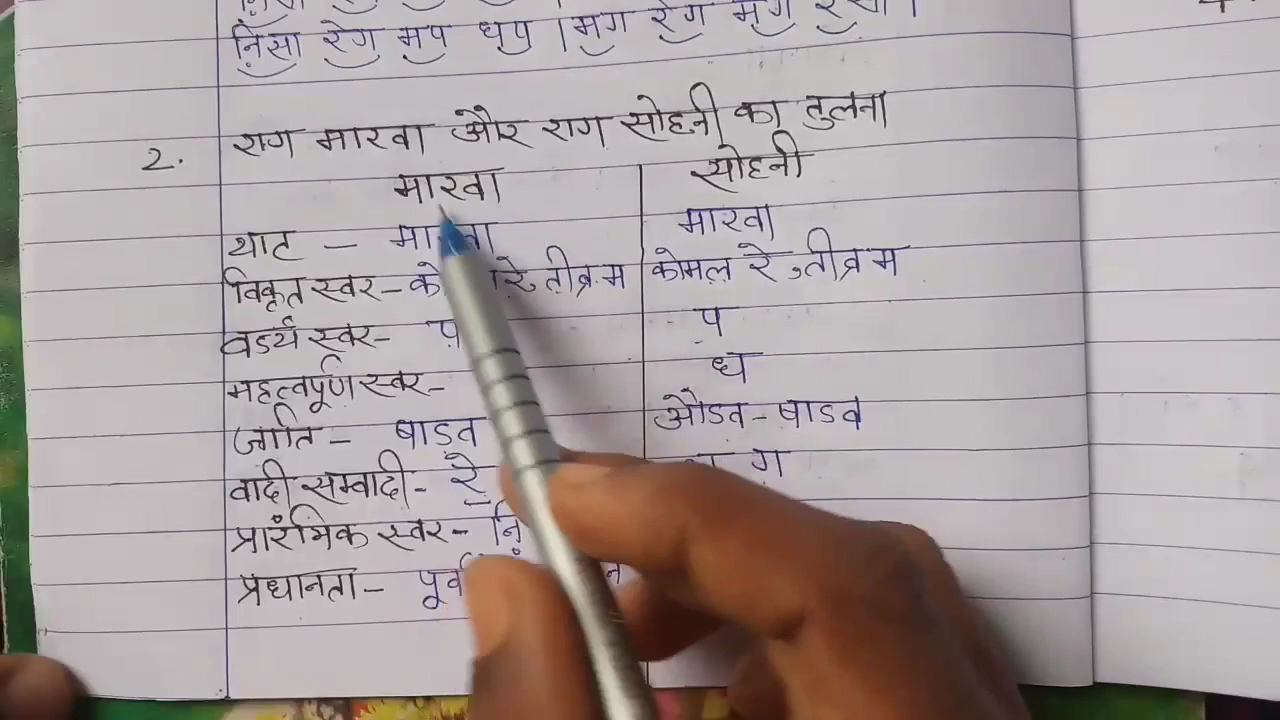 निसा रेग मप धप । मग रेग मग रेसा ।
2. राग मारवा और राग सोहनी का तुलना
मारवा सोहनी
थाट - मारवा मारवा
विकृत स्वर - रे, तीव्र म कोमल रे, तीव्र म
वर्ड्य स्वर - प प
महत्वपूर्ण स्वर - ध
जाति - षाडव औडव - षाडव
वादी सम्वादी - रे ग
प्रारंभिक स्वर - नि
प्रधानता -